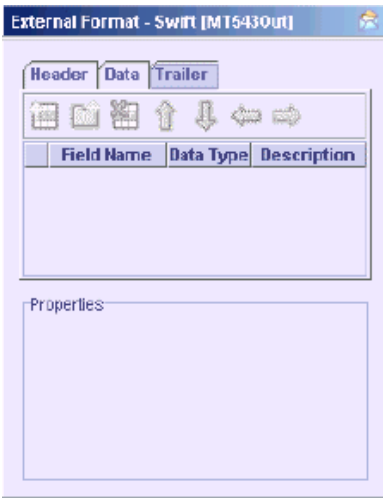 External Format - Swift [MT543Out]
Header Data Trailer
Field Name Data Type Description
Properties